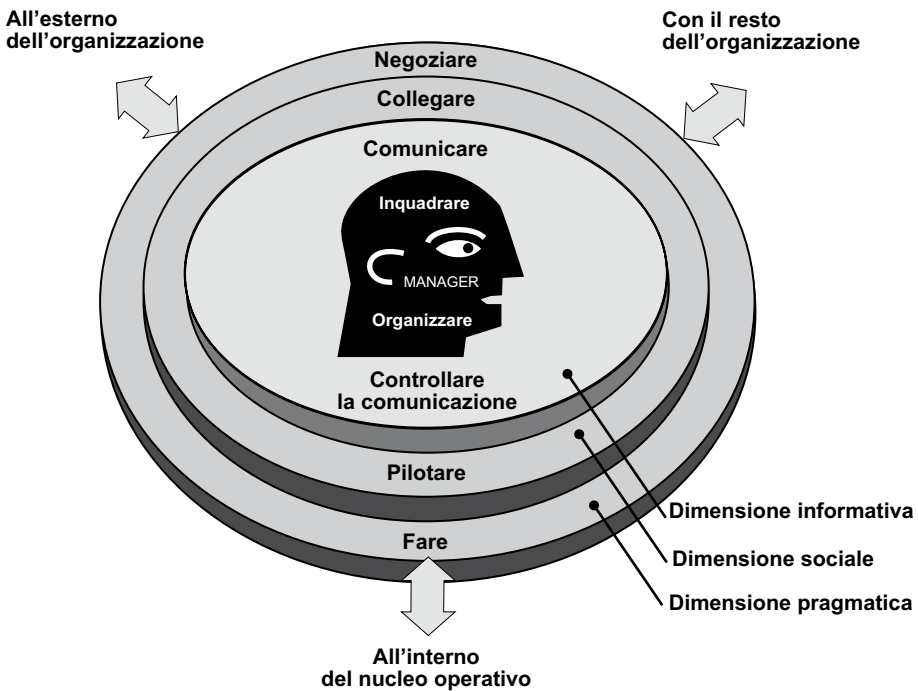 All'esterno
dell'organizzazione
Con il resto
dell'organizzazione
Negoziare
Collegare
Comunicare
Inquadrare
MANAGER
Organizzare
Controllare
la comunicazione
Pilotare
Fare
Dimensione informativa
Dimensione sociale
Dimensione pragmatica
All'interno
del nucleo operativo